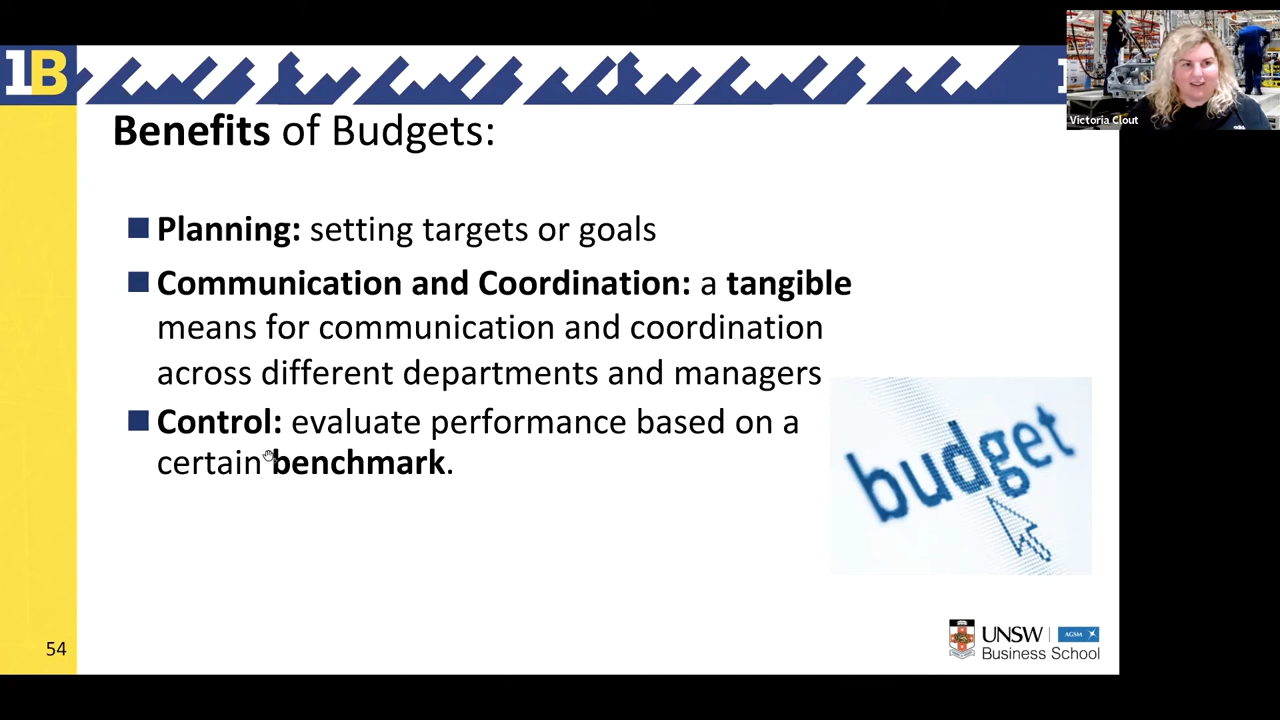 1B
Victoria Clout
Benefits of Budgets:
Planning: setting targets or goals
Communication and Coordination: a tangible
means for communication and coordination
across different departments and managers
Control: evaluate performance based on a
certain benchmark.
budget
54
UNSW AGSM
Business School